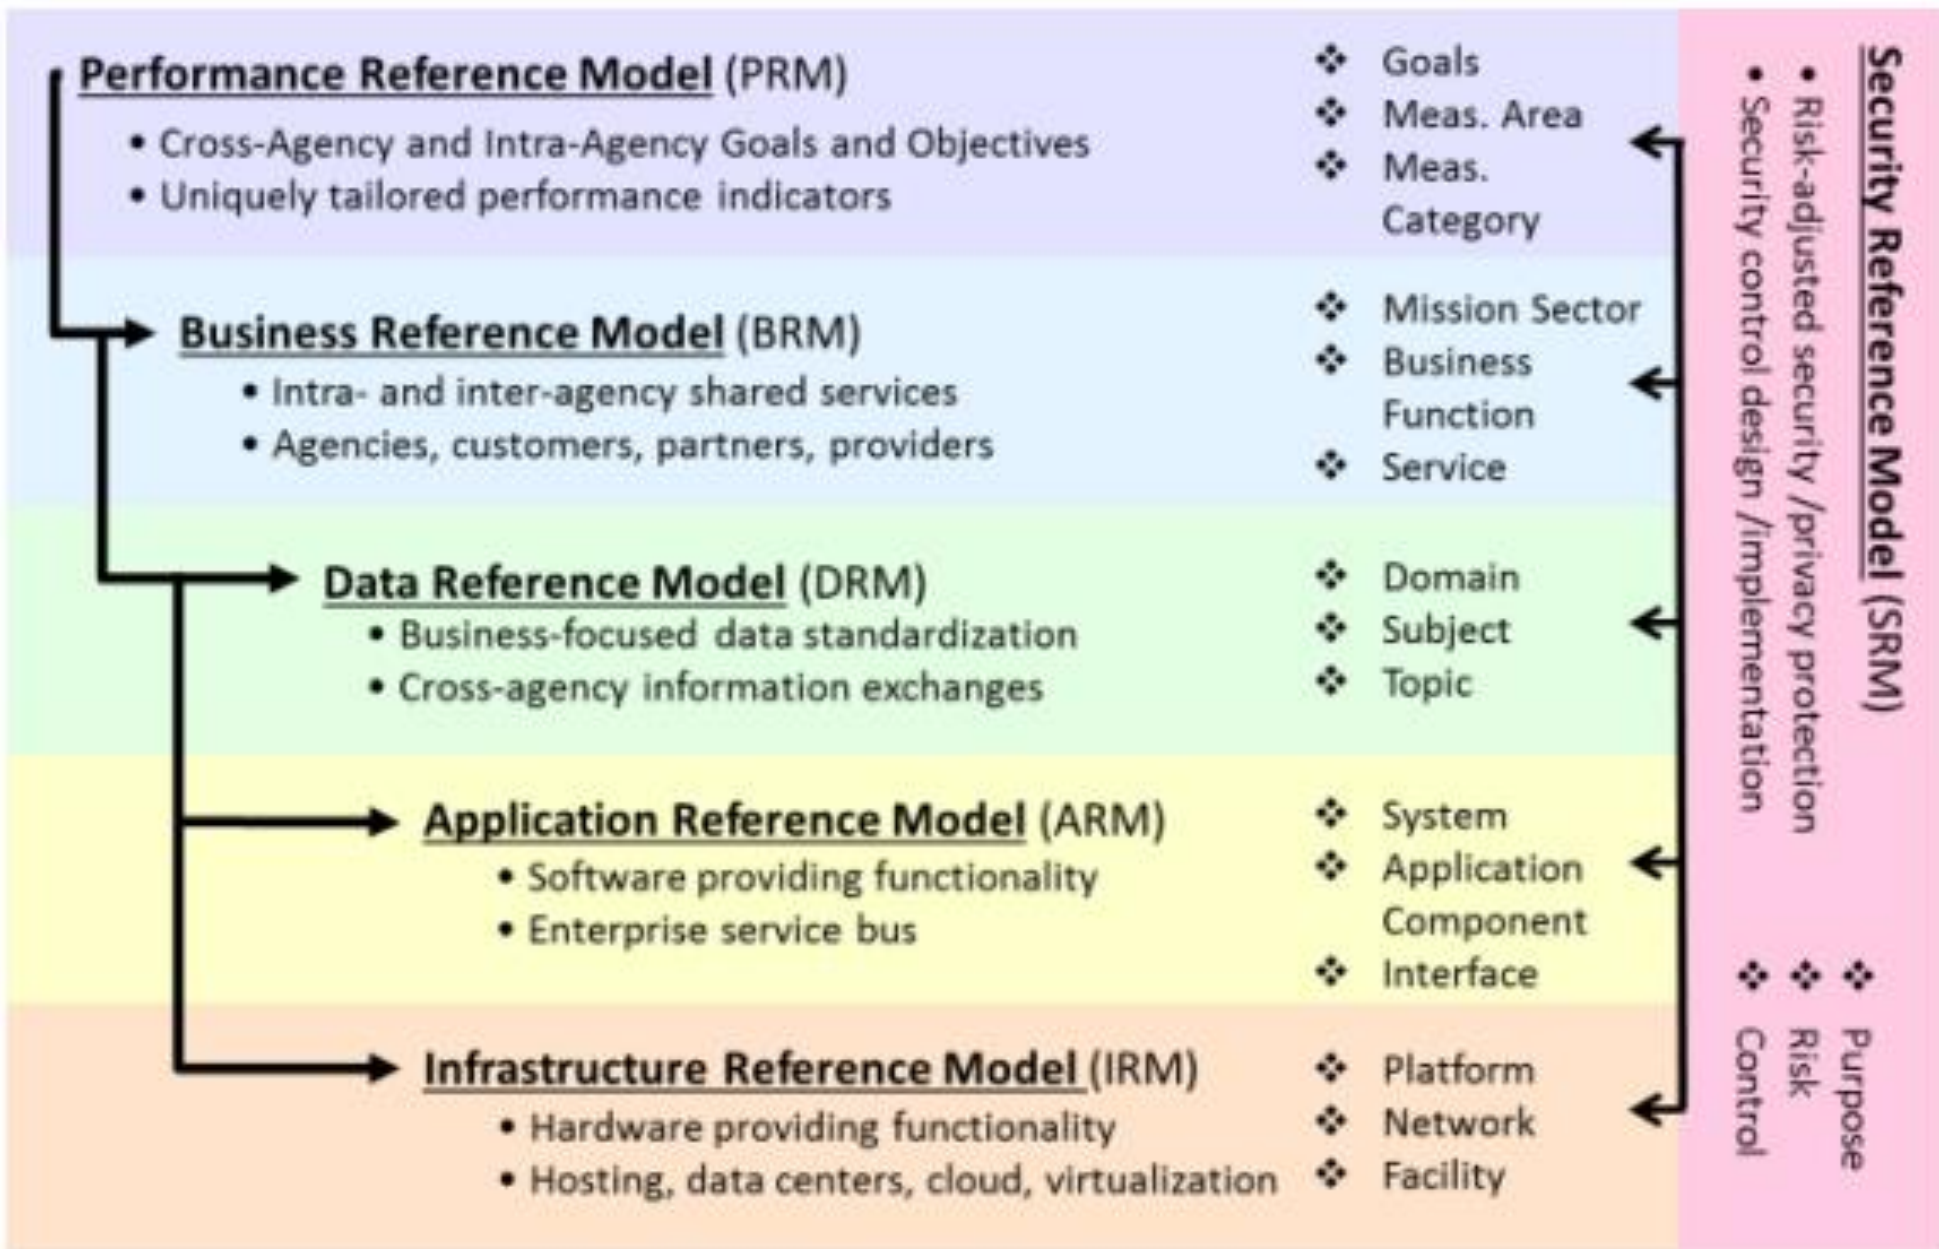 Performance Reference Model (PRM)
• Cross-Agency and Intra-Agency Goals and Objectives
• Uniquely tailored performance indicators
❖ Goals
❖ Meas. Area
❖ Meas.
Category
Business Reference Model (BRM)
• Intra- and inter-agency shared services
• Agencies, customers, partners, providers
❖ Mission Sector
❖ Business
Function
❖ Service
Data Reference Model (DRM)
• Business-focused data standardization
• Cross-agency information exchanges
❖ Domain
❖ Subject
❖ Topic
Application Reference Model (ARM)
• Software providing functionality
• Enterprise service bus
❖ System
❖ Application
Component
❖ Interface
Infrastructure Reference Model (IRM)
• Hardware providing functionality
• Hosting, data centers, cloud, virtualization
❖ Platform
❖ Network
❖ Facility
Security Reference Model (SRM)
• Risk-adjusted security /privacy protection
• Security control design /implementation
❖ Purpose
❖ Risk
❖ Control